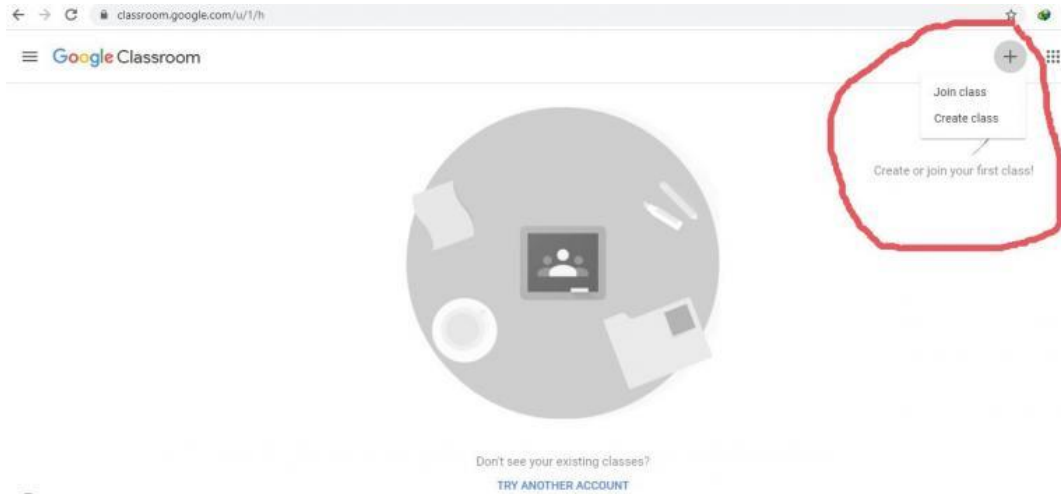 classroom.google.com/u/1/h
Google Classroom
Join class
Create class
Create or join your first class!
Don't see your existing classes?
TRY ANOTHER ACCOUNT